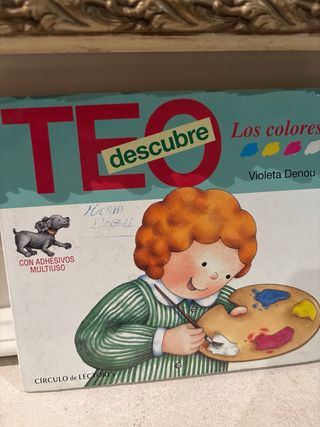 TEO
descubre
Los colores
Violeta Denou
CON ADHESIVOS
MULTIUSO
CÍRCULO de LECTORES